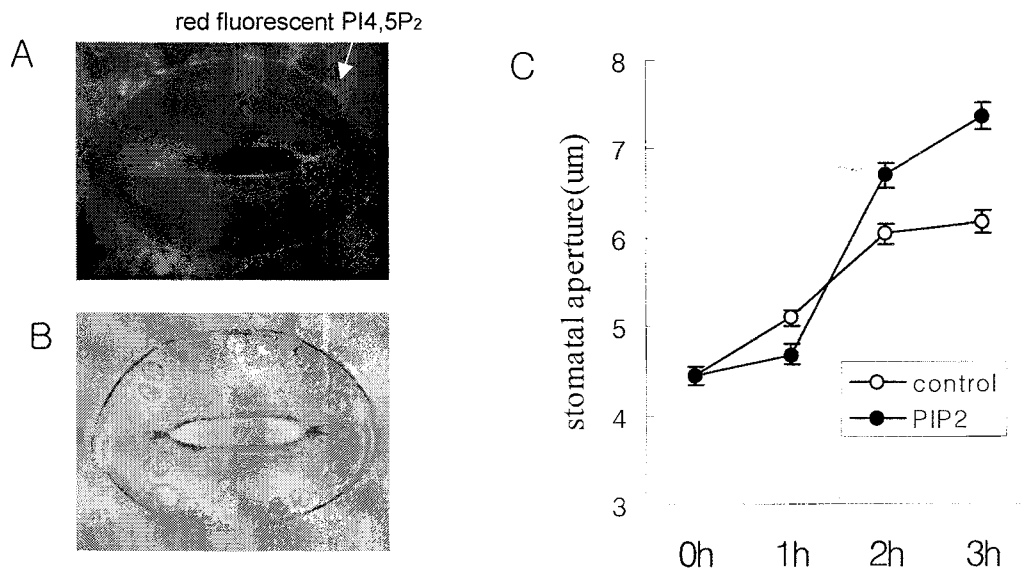 red fluorescent PI4,5P₂
A
B
C
stomatal aperture(um)
8
7
6
5
4
3
control
PIP2
0h
1h
2h
3h